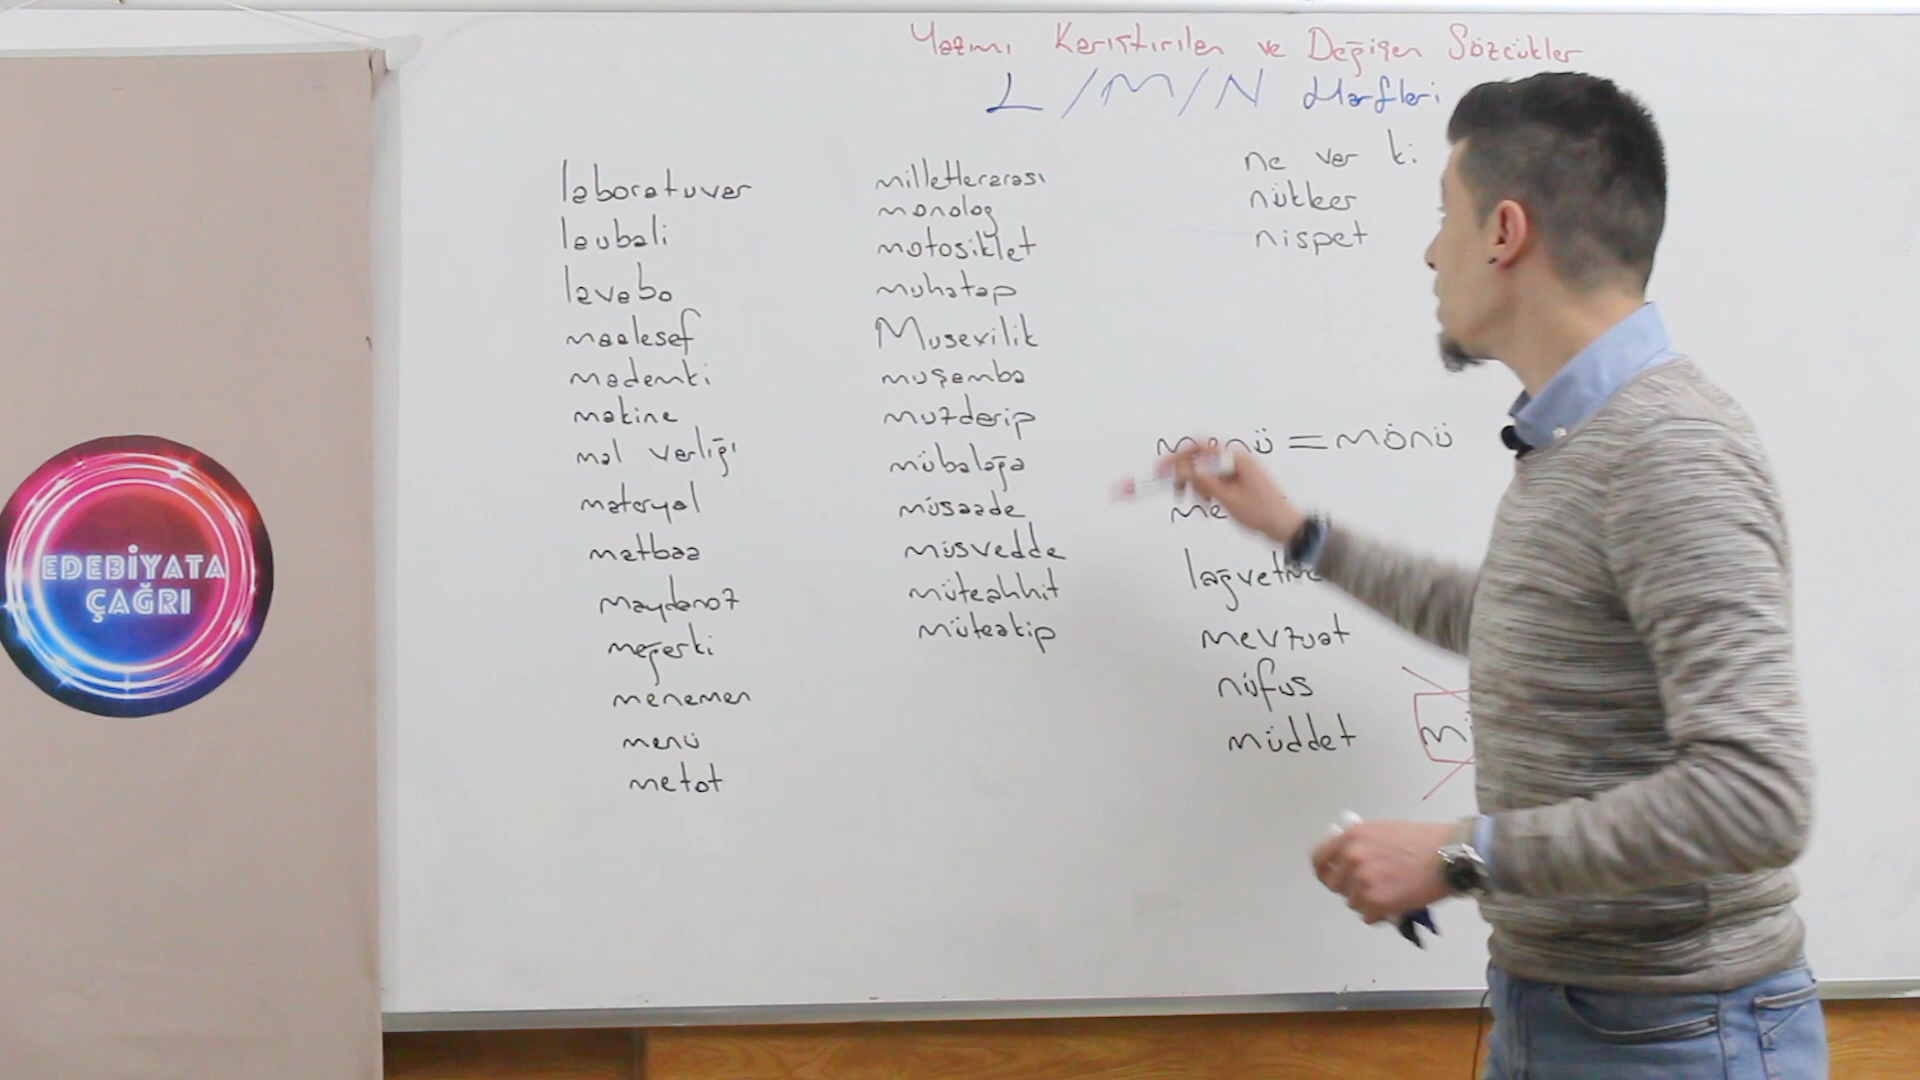 Yazımı Karıştırılan ve Değişen Sözcükler
L / M / N Harfleri
laboratuvar
laubali
lavabo
maalesef
mademki
makine
mal varlığı
materyal
matbaa
maydanoz
meğerki
menemen
menü
metot
milletlerarası
monolog
motosiklet
muhatap
Musevilik
muşamba
muzdarip
mübalağa
müsaade
müsvedde
müteahhit
müteakip
ne var ki
nükker
nispet
menü = mönü
me
lağvetme
mevzuat
nüfus
müddet
EDEBİYATA
ÇAĞRI